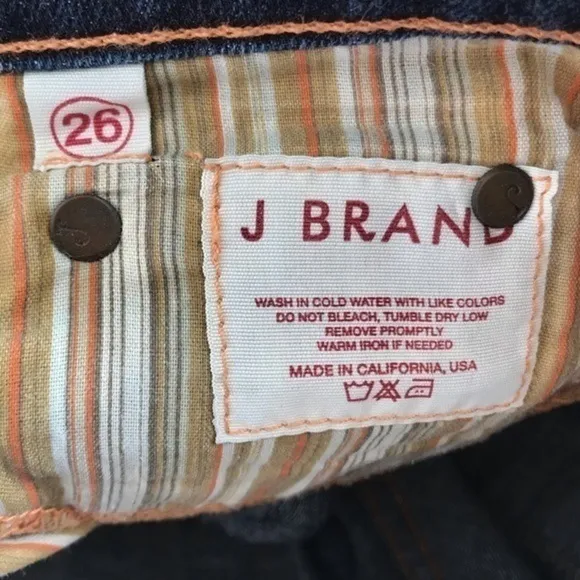 26
J BRAND
WASH IN COLD WATER WITH LIKE COLORS
DO NOT BLEACH, TUMBLE DRY LOW
REMOVE PROMPTLY
WARM IRON IF NEEDED
MADE IN CALIFORNIA, USA